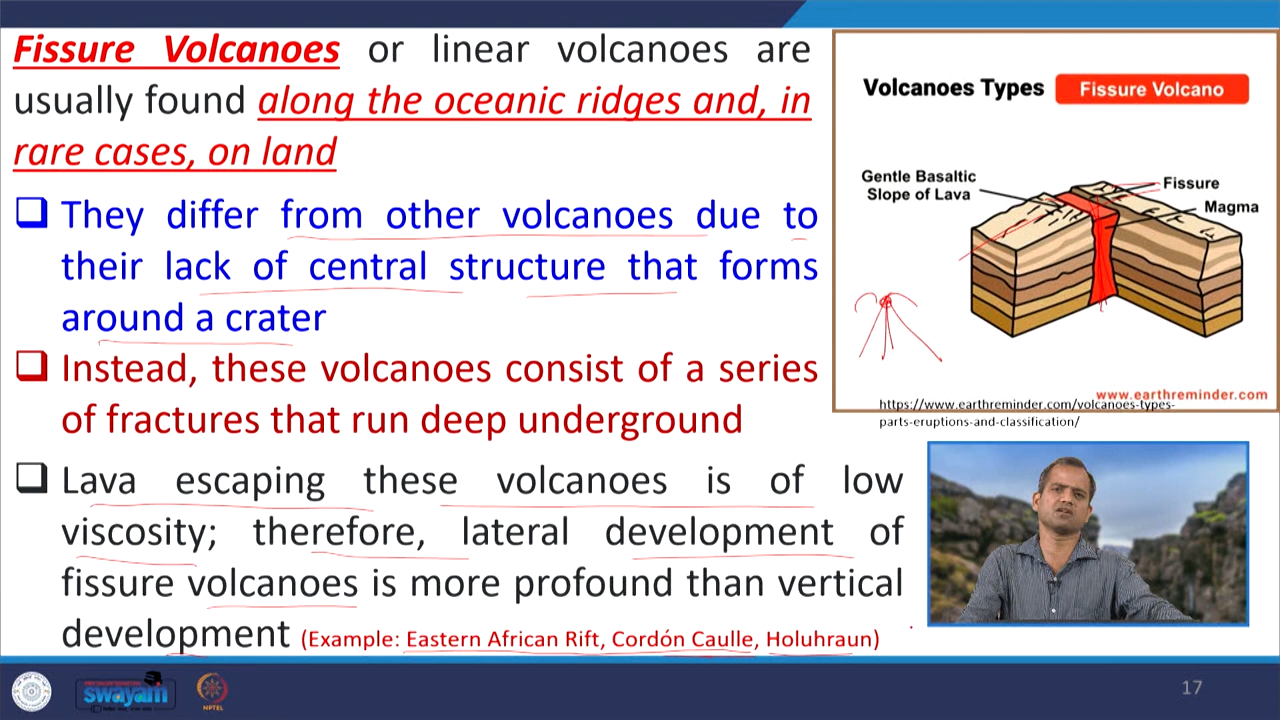 Fissure Volcanoes or linear volcanoes are
usually found along the oceanic ridges and, in
rare cases, on land
They differ from other volcanoes due to
their lack of central structure that forms
around a crater
Instead, these volcanoes consist of a series
of fractures that run deep underground
Lava escaping these volcanoes is of low
viscosity; therefore, lateral development of
fissure volcanoes is more profound than vertical
development (Example: Eastern African Rift, Cordón Caulle, Holuhraun)
Volcanoes Types Fissure Volcano
Gentle Basaltic
Slope of Lava
Fissure
Magma
www.earthreminder.com
https://www.earthreminder.com/volcanoes-types-
parts-eruptions-and-classification/
swayam
NPTEL
17